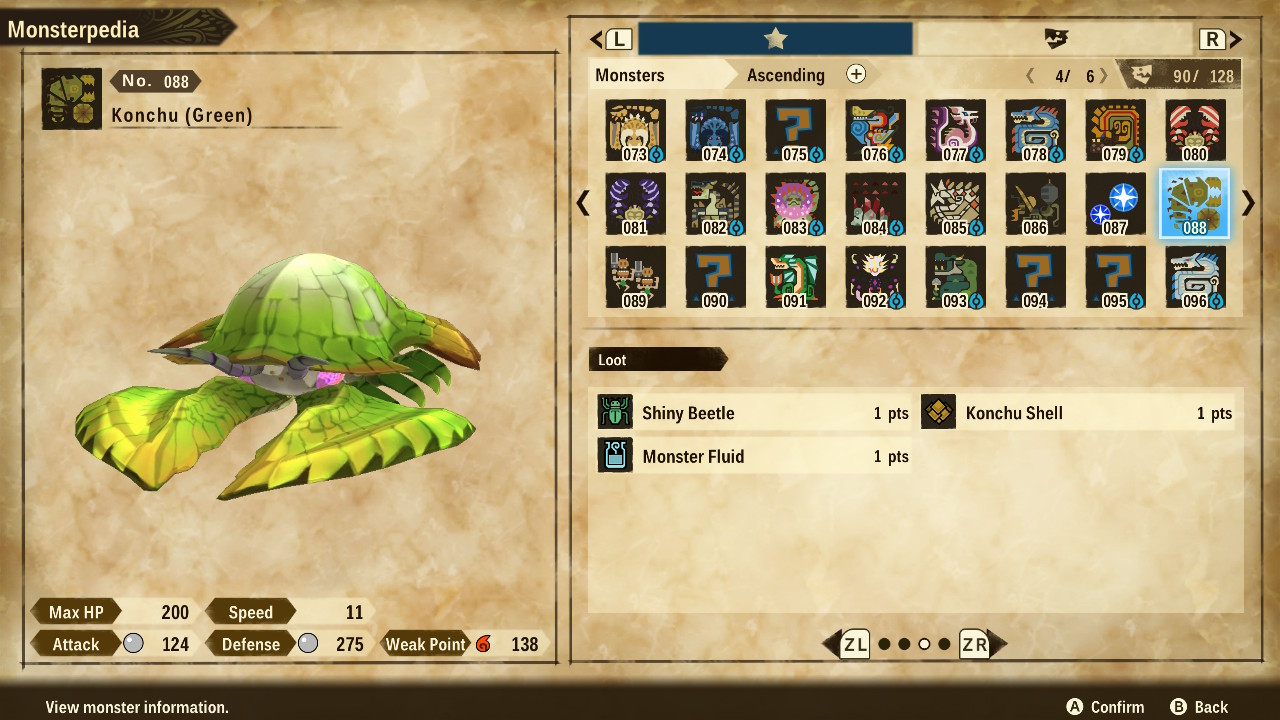 Monsterpedia
No. 088
Konchu (Green)
Max HP 200 Speed 11
Attack 124 Defense 275 Weak Point 138
L R
Monsters Ascending 4/ 6 90/ 128
073 074 075 076 077 078 079 080
081 082 083 084 085 086 087 088
089 090 091 092 093 094 095 096
Loot
Shiny Beetle 1 pts Konchu Shell 1 pts
Monster Fluid 1 pts
ZL ZR
View monster information. A Confirm B Back